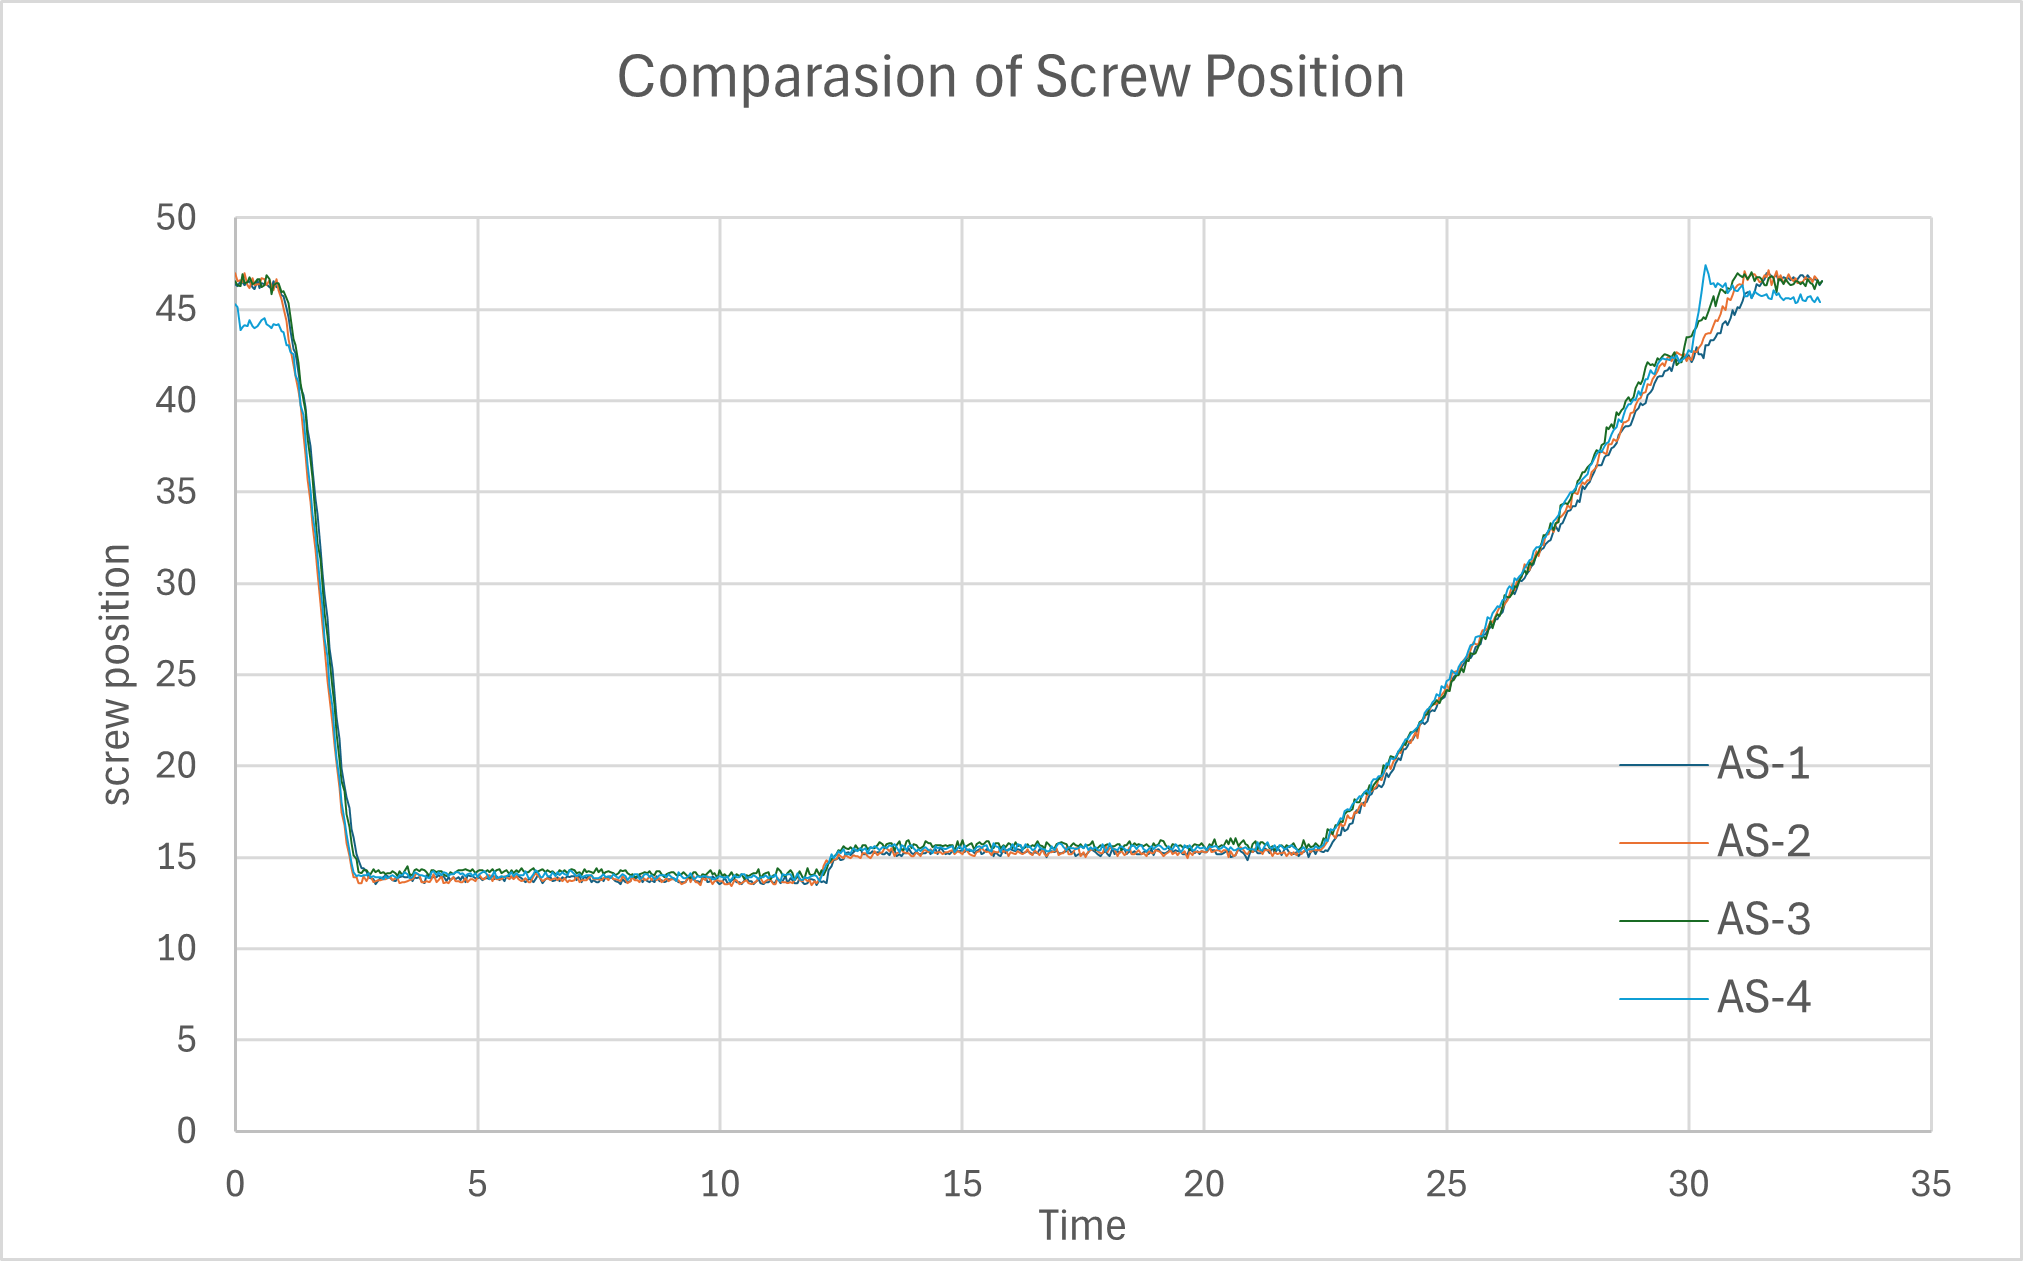 Comparasion of Screw Position
50
45
40
35
30
25
20
15
10
5
0
screw position
0 5 10 15 20 25 30 35
Time
AS-1
AS-2
AS-3
AS-4